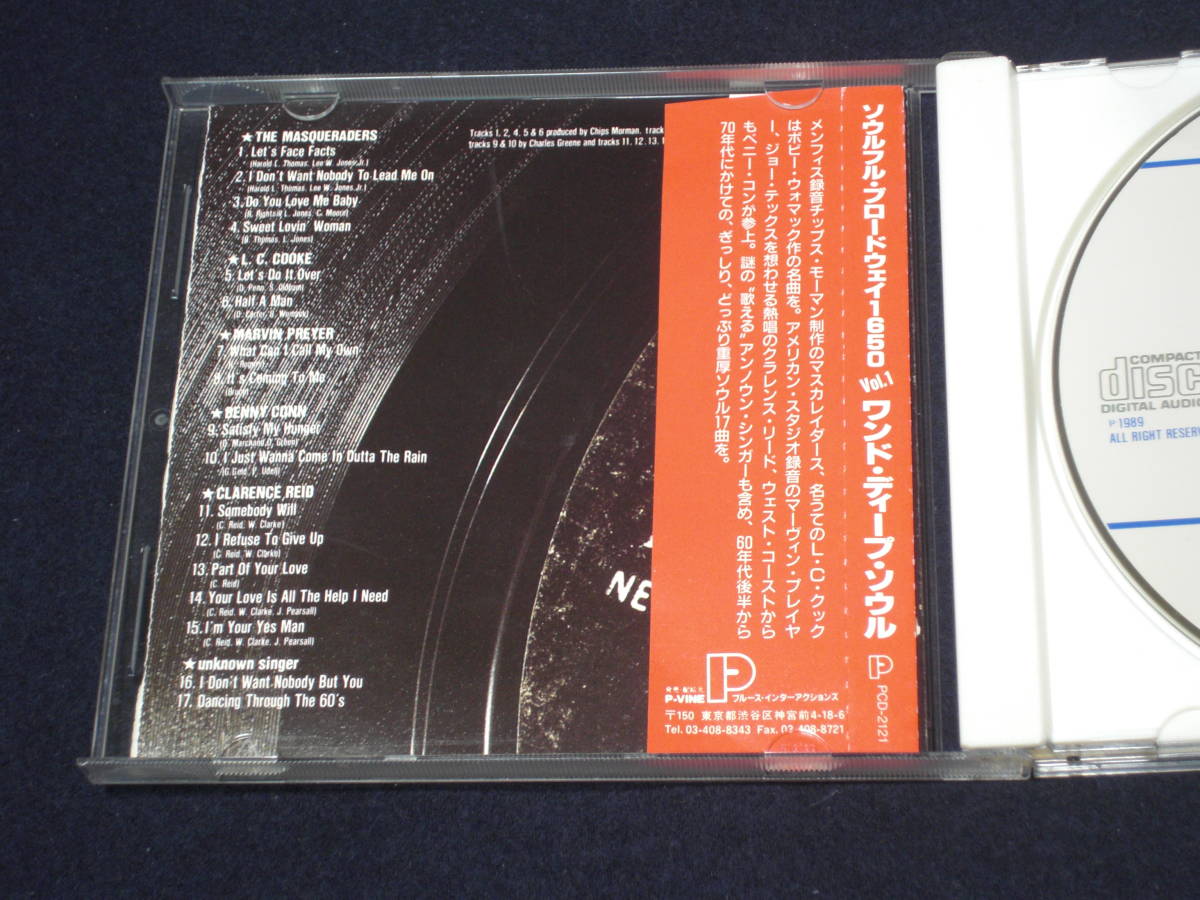 ★THE MASQUERADERS
1. Let's Face Facts
(Harold L. Thomas. Lee W. Jones.Jr.)
2. I Don't Want Nobody To Lead Me On
(Harold L. Thomas. Lee W. Jones.Jr.)
3. Do You Love Me Baby
L. Jones,
4. Sweet Lovin' Woman
Thomas, L. Jones)
★L. C. COOKE
5. Let's Do It Over
(D. Penn, S. Oldham)
6. Half A Man
★MARVIN PREYER
7. What Can I Call My Own
8. It's Coming To Me
★BENNY CONN
9. Satisfy My Hunger
10. I Just Wanna Come In Outta The Rain
★CLARENCE REID
11. Somebody Will
(C. Reid, W. Clarke)
12. I Refuse To Give Up
(C. Reid, W. Clarke)
13. Part Of Your Love
(C. Reid)
14. Your Love Is All The Help I Need
(C. Reid, W. Clarke, J. Pearsall)
15. I'm Your Yes Man
(C. Reid, W. Clarke, J. Pearsall)
★unknown singer
16. I Don't Want Nobody But You
17. Dancing Through The 60's
Tracks 1, 2, 4, 5 & 6 produced by Chips Morman. track
tracks 9 & 10 by Charles Greene and tracks 11, 12, 13, 1
NE
ソウルフル・ブロードウェイ1650 Vol.1 ワンド・ディープ・ソウル
PCD-2121
メンフィス録音チップス・モーマン制作のマスカレイダース、名うてのL・C・クック
はボビー・ウォマック作の名曲を。アメリカン・スタジオ録音のマーヴィン・プレイヤ
ー、ジョー・テックスを想わせる熱唱のクラレンス・リード、ウェスト・コーストから
もベニー・コンが参上。謎の"歌える"アンノウン・シンガーも含め、60年代後半から
70年代にかけての、ぎっしり、どっぷり重厚ソウル17曲を。
発売・配給元
P-VINE ブルース・インターアクションズ
〒150 東京都渋谷区神宮前4-18-6
Tel. 03-408-8343 Fax. 03-408-8721
COMPACT
disc
DIGITAL AUDIO
℗1989
ALL RIGHT RESERV